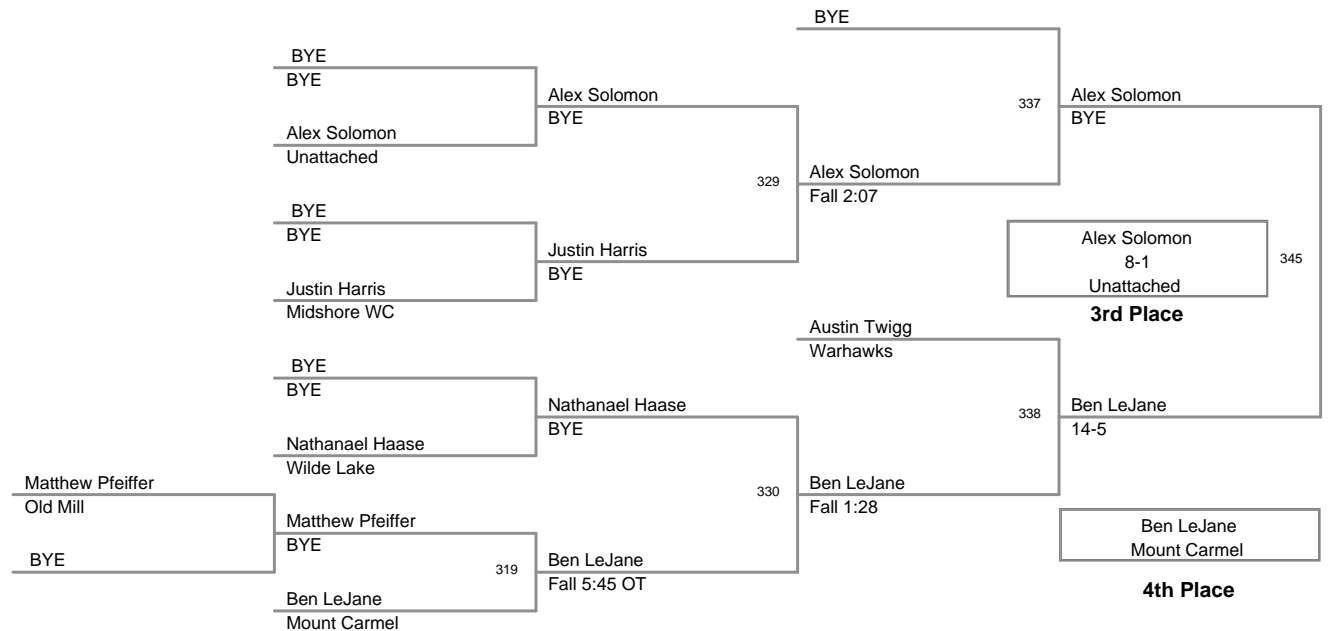 BYE
BYE
BYE
Alex Solomon
BYE
337
Alex Solomon
BYE
Alex Solomon
Unattached
329
Alex Solomon
Fall 2:07
BYE
BYE
Justin Harris
BYE
Alex Solomon
8-1
Unattached
345
3rd Place
Justin Harris
Midshore WC
Austin Twigg
Warhawks
BYE
BYE
Nathanael Haase
BYE
338
Ben LeJane
14-5
Nathanael Haase
Wilde Lake
Matthew Pfeiffer
Old Mill
330
Ben LeJane
Fall 1:28
Matthew Pfeiffer
BYE
Ben LeJane
Mount Carmel
BYE
319
Ben LeJane
Fall 5:45 OT
4th Place
Ben LeJane
Mount Carmel